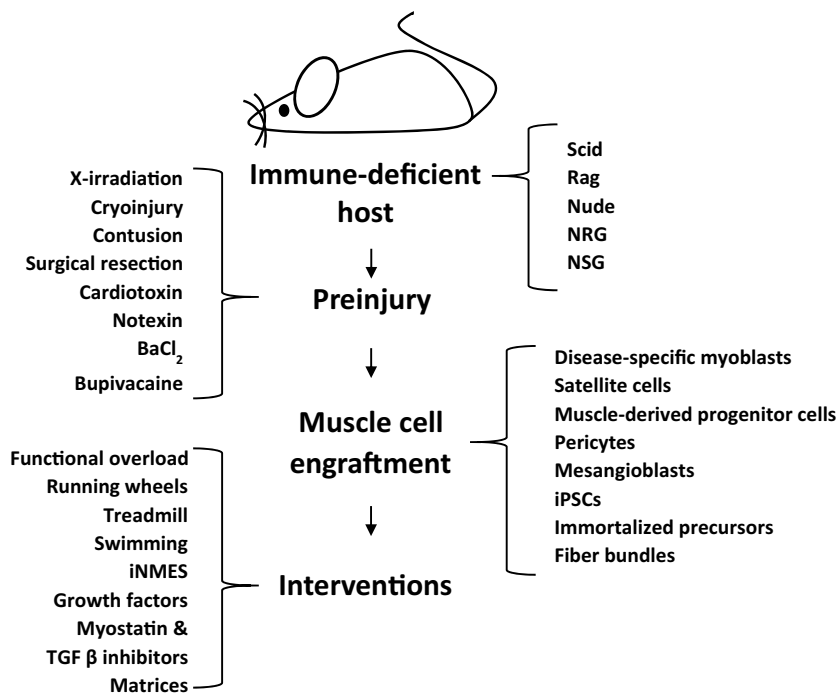 Immune-deficient
host
Scid
Rag
Nude
NRG
NSG
X-irradiation
Cryoinjury
Contusion
Surgical resection
Cardiotoxin
Notexin
BaCl₂
Bupivacaine
Preinjury
Muscle cell
engraftment
Disease-specific myoblasts
Satellite cells
Muscle-derived progenitor cells
Pericytes
Mesangioblasts
iPSCs
Immortalized precursors
Fiber bundles
Functional overload
Running wheels
Treadmill
Swimming
iNMES
Growth factors
Myostatin &
TGF β inhibitors
Matrices
Interventions